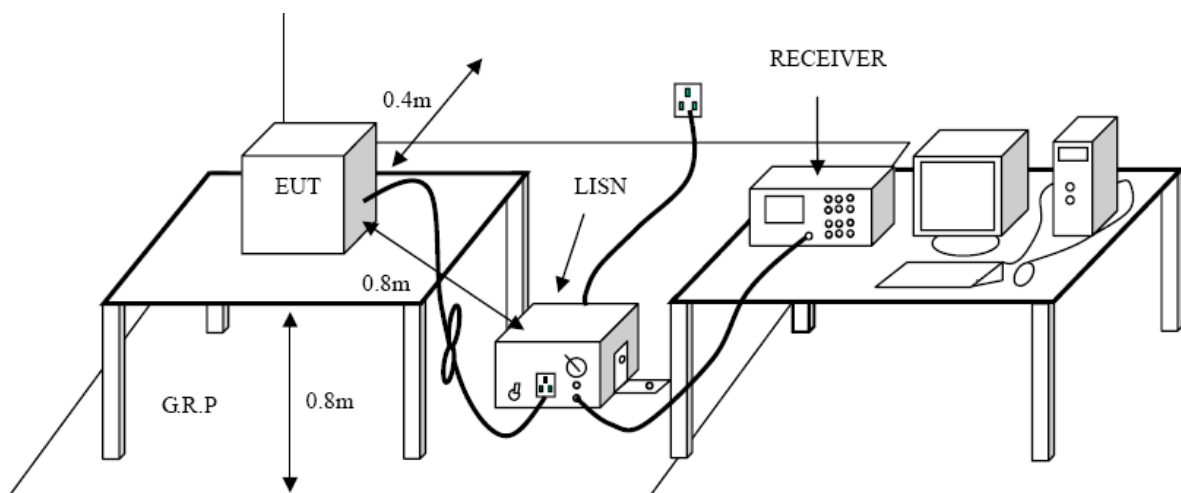 RECEIVER
0.4m
EUT
LISN
0.8m
G.R.P
0.8m